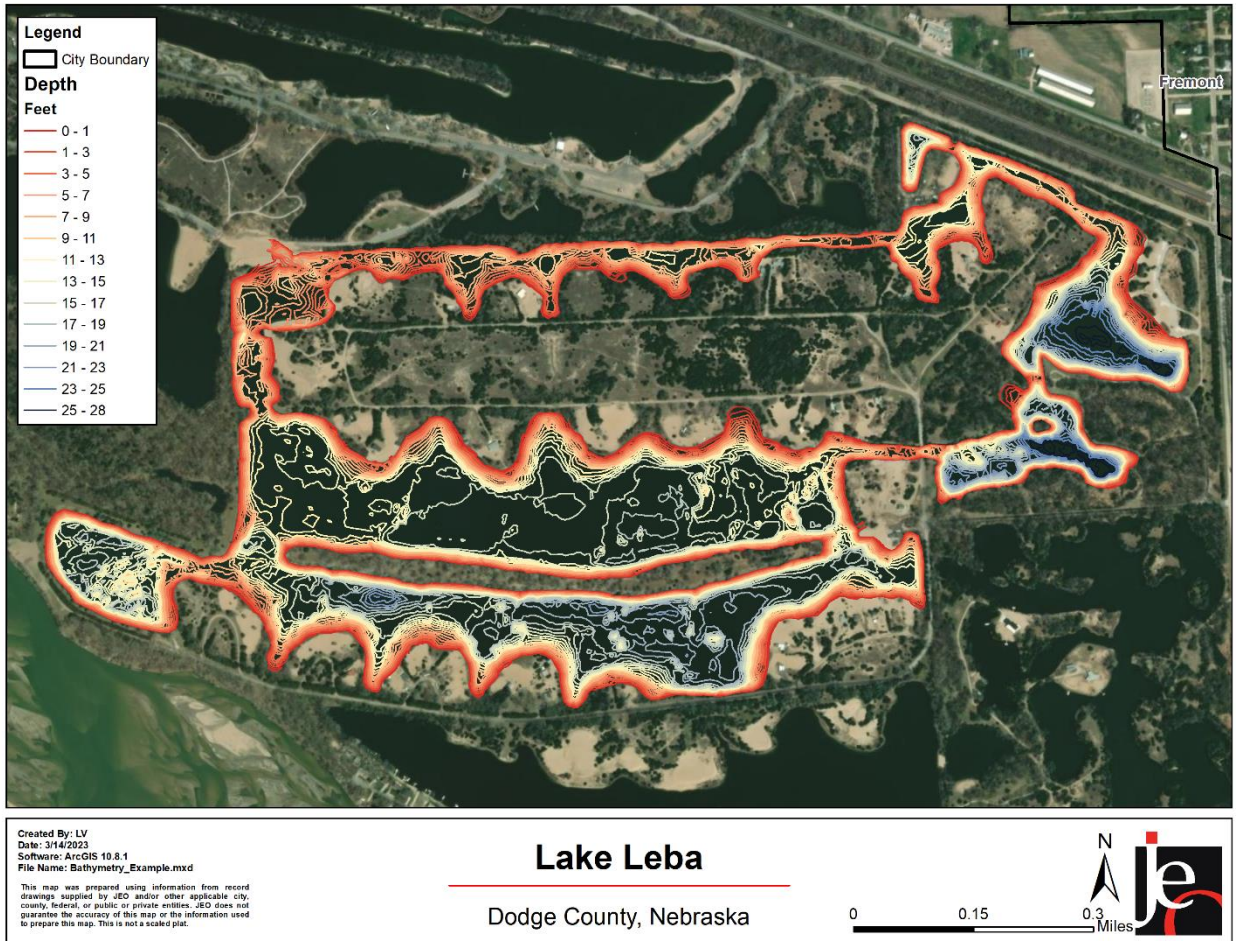 Legend
City Boundary
Depth
Feet
0 - 1
1 - 3
3 - 5
5 - 7
7 - 9
9 - 11
11 - 13
13 - 15
15 - 17
17 - 19
19 - 21
21 - 23
23 - 25
25 - 28
Fremont
Created By: LV
Date: 3/14/2023
Software: ArcGIS 10.8.1
File Name: Bathymetry_Example.mxd
This map was prepared using information from record
drawings supplied by JEO and/or other applicable city,
county, federal, or public or private entities. JEO does not
guarantee the accuracy of this map or the information used
to prepare this map. This is not a scaled plat.
Lake Leba
Dodge County, Nebraska
N
0 0.15 0.3
Miles
jeo